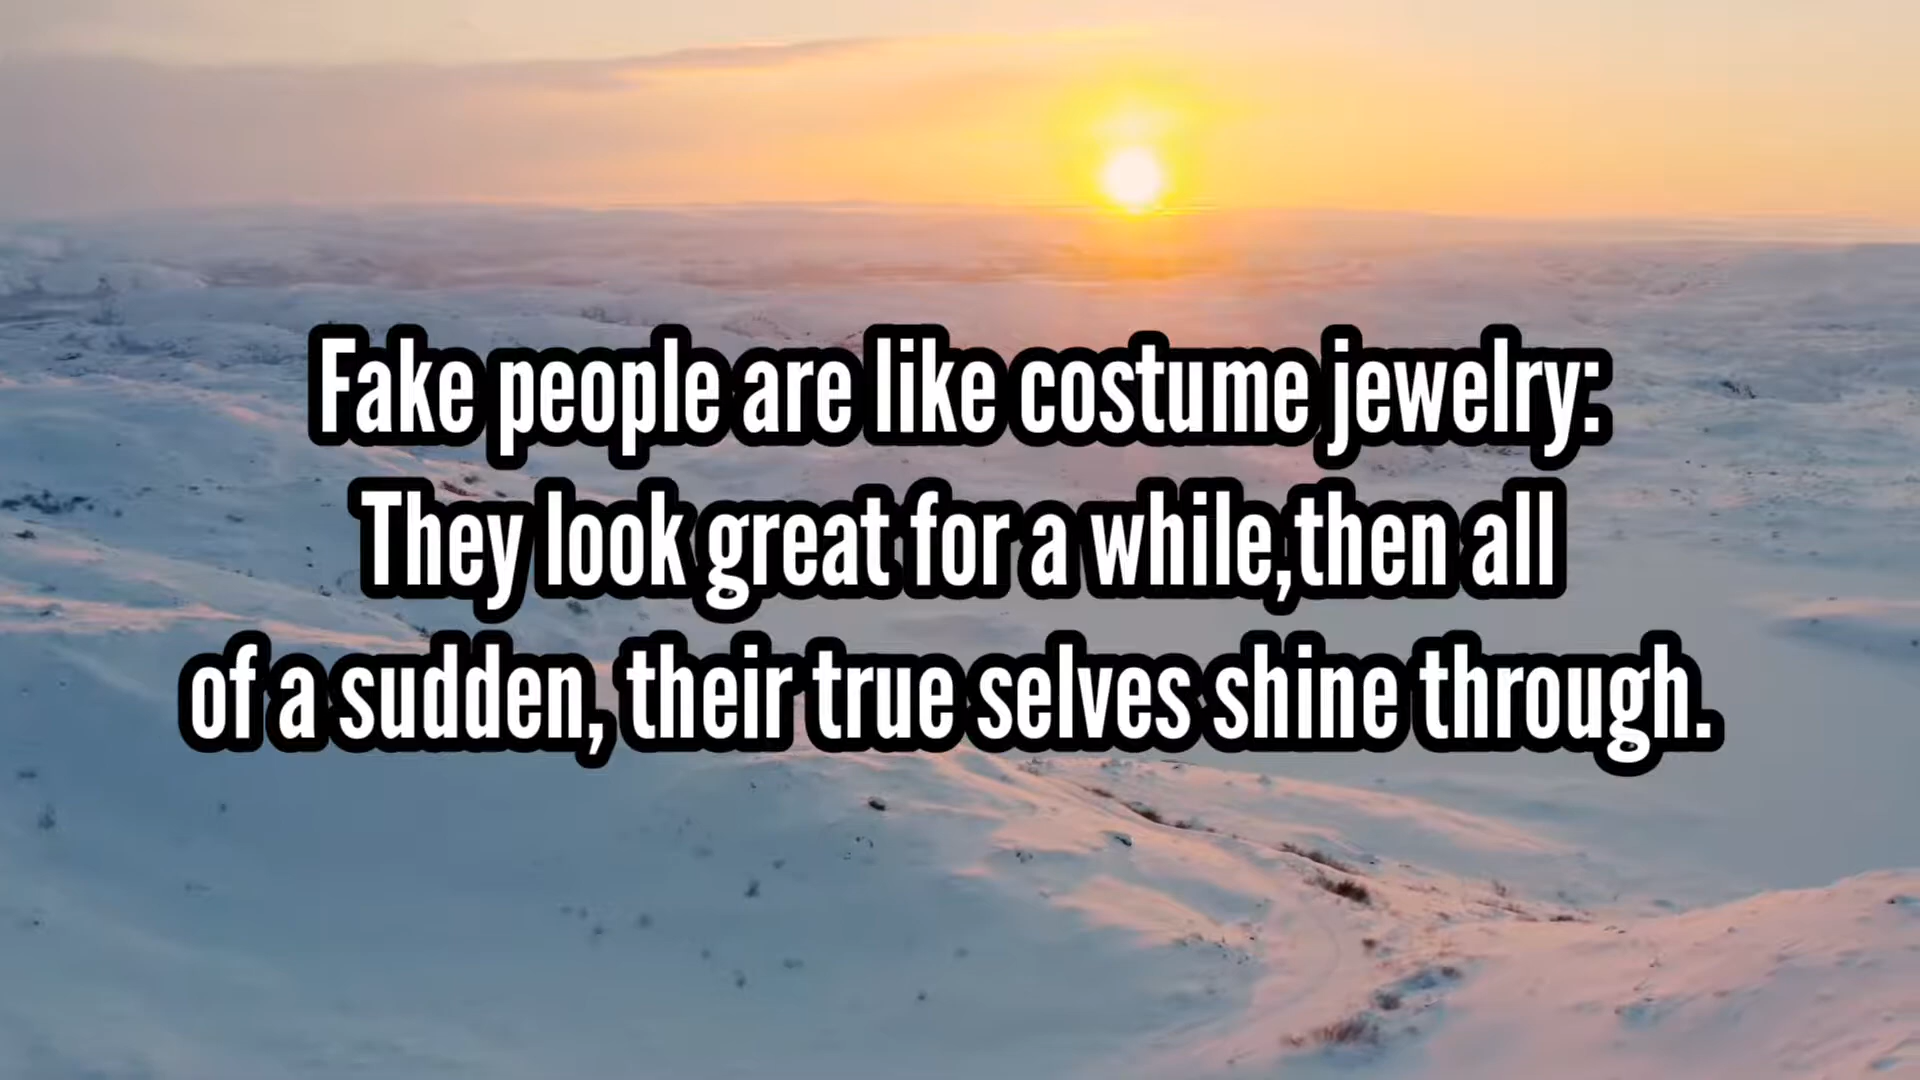 Fake people are like costume jewelry:
They look great for a while,then all
of a sudden, their true selves shine through.